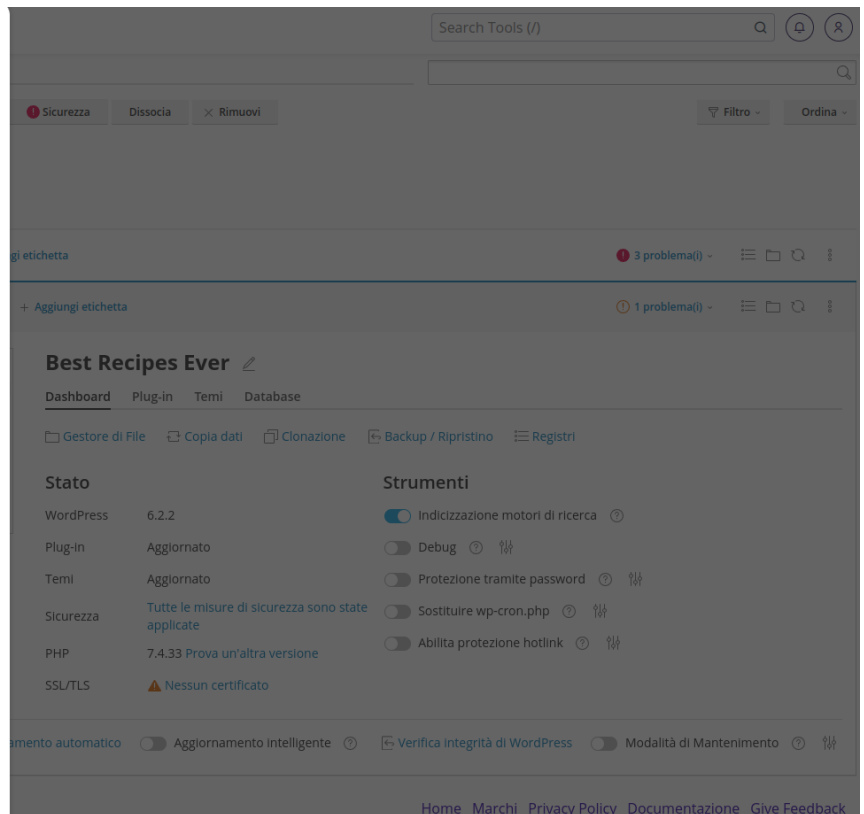 Search Tools (/)
Sicurezza Dissocia Rimuovi Filtro Ordina
gi etichetta 3 problema(i)
+ Aggiungi etichetta 1 problema(i)
Best Recipes Ever
Dashboard Plug-in Temi Database
Gestore di File Copia dati Clonazione Backup / Ripristino Registri
Stato Strumenti
WordPress 6.2.2 Indicizzazione motori di ricerca
Plug-in Aggiornato Debug
Temi Aggiornato Protezione tramite password
Sicurezza Tutte le misure di sicurezza sono state applicate Sostituire wp-cron.php
PHP 7.4.33 Prova un'altra versione Abilita protezione hotlink
SSL/TLS Nessun certificato
amento automatico Aggiornamento intelligente Verifica integrità di WordPress Modalità di Mantenimento
Home Marchi Privacy Policy Documentazione Give Feedback